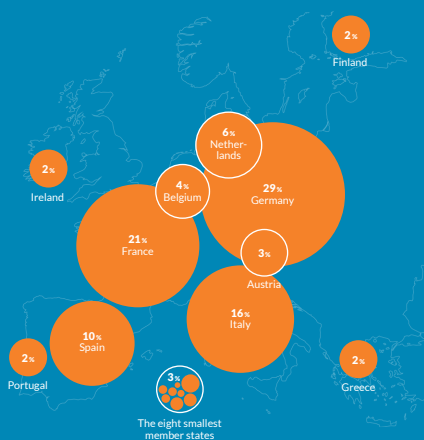 2%
Finland
6%
Nether-
lands
2%
Ireland
4%
Belgium
29%
Germany
21%
France
3%
Austria
16%
Italy
10%
Spain
2%
Portugal
2%
Greece
3%
The eight smallest
member states